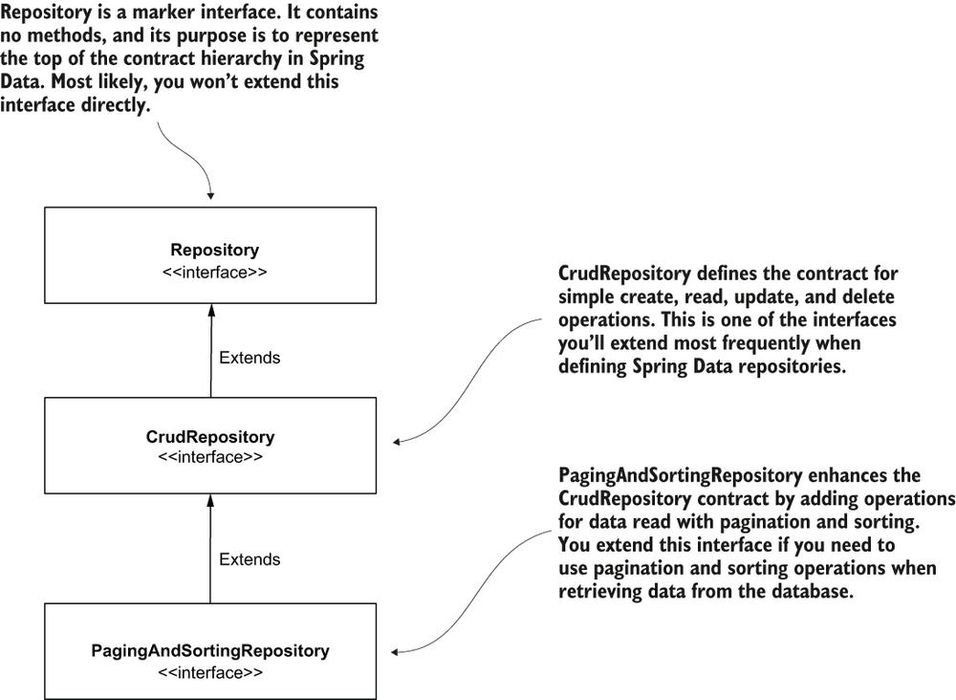 Repository is a marker interface. It contains
no methods, and its purpose is to represent
the top of the contract hierarchy in Spring
Data. Most likely, you won't extend this
interface directly.
Repository
<<interface>>
Extends
CrudRepository defines the contract for
simple create, read, update, and delete
operations. This is one of the interfaces
you'll extend most frequently when
defining Spring Data repositories.
CrudRepository
<<interface>>
Extends
PagingAndSortingRepository enhances the
CrudRepository contract by adding operations
for data read with pagination and sorting.
You extend this interface if you need to
use pagination and sorting operations when
retrieving data from the database.
PagingAndSortingRepository
<<interface>>